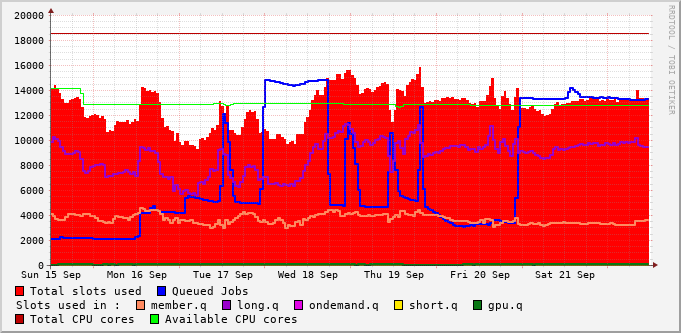 RRDTOOL / TOBI OETIKER
20000
18000
16000
14000
12000
10000
8000
6000
4000
2000
0
Sun 15 Sep Mon 16 Sep Tue 17 Sep Wed 18 Sep Thu 19 Sep Fri 20 Sep Sat 21 Sep
Total slots used Queued Jobs
Slots used in : member.q long.q ondemand.q short.q gpu.q
Total CPU cores Available CPU cores